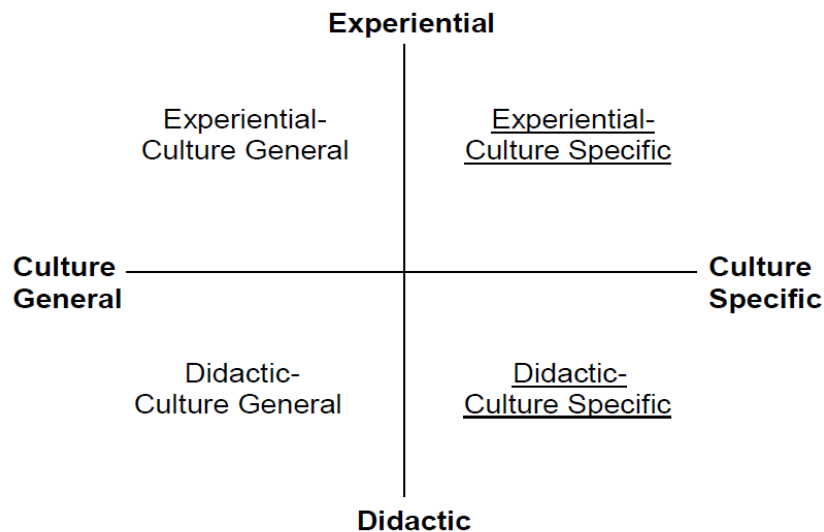 Experiential
Experiential-
Culture General
Experiential-
Culture Specific
Culture
General
Culture
Specific
Didactic-
Culture General
Didactic-
Culture Specific
Didactic